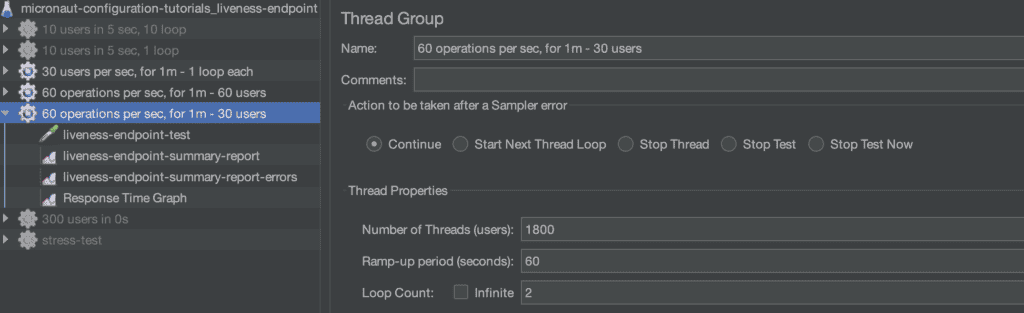 micronaut-configuration-tutorials_liveness-endpoint
10 users in 5 sec, 10 loop
10 users in 5 sec, 1 loop
30 users per sec, for 1m - 1 loop each
60 operations per sec, for 1m - 60 users
60 operations per sec, for 1m - 30 users
liveness-endpoint-test
liveness-endpoint-summary-report
liveness-endpoint-summary-report-errors
Response Time Graph
300 users in 0s
stress-test
Thread Group
Name: 60 operations per sec, for 1m - 30 users
Comments:
Action to be taken after a Sampler error
Continue Start Next Thread Loop Stop Thread Stop Test Stop Test Now
Thread Properties
Number of Threads (users): 1800
Ramp-up period (seconds): 60
Loop Count: Infinite 2